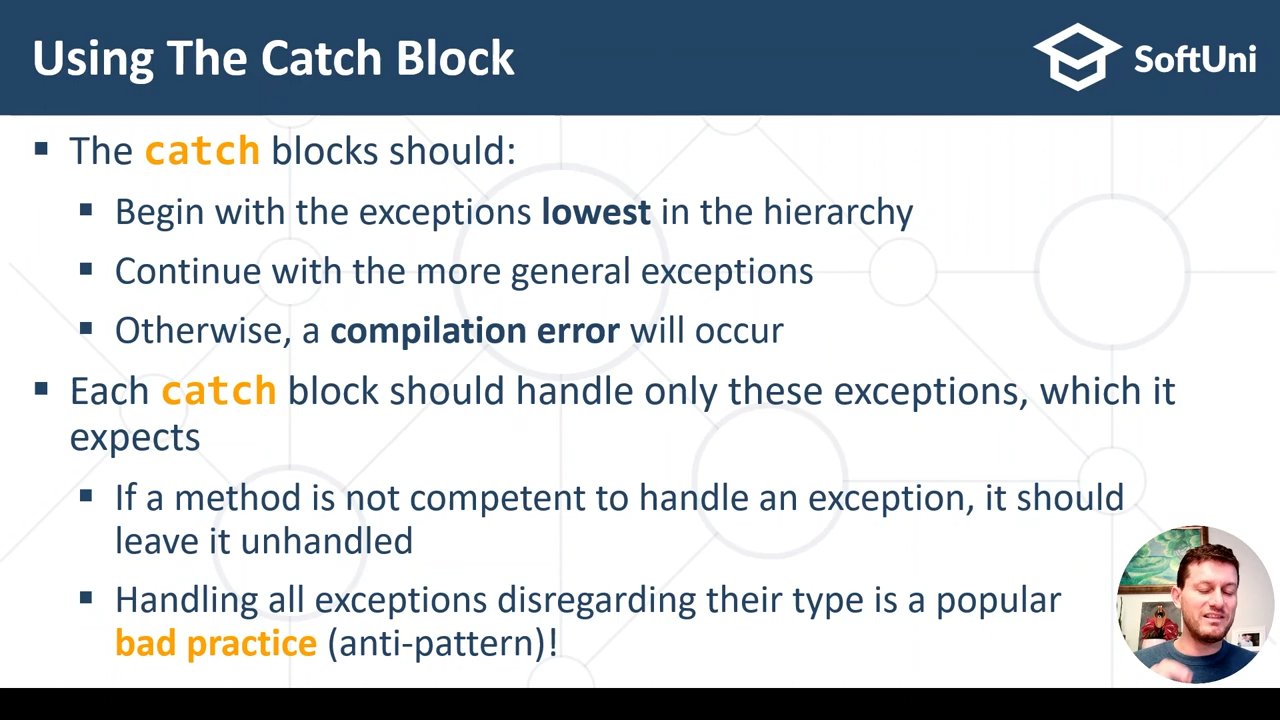 Using The Catch Block
SoftUni
The catch blocks should:
Begin with the exceptions lowest in the hierarchy
Continue with the more general exceptions
Otherwise, a compilation error will occur
Each catch block should handle only these exceptions, which it
expects
If a method is not competent to handle an exception, it should
leave it unhandled
Handling all exceptions disregarding their type is a popular
bad practice (anti-pattern)!